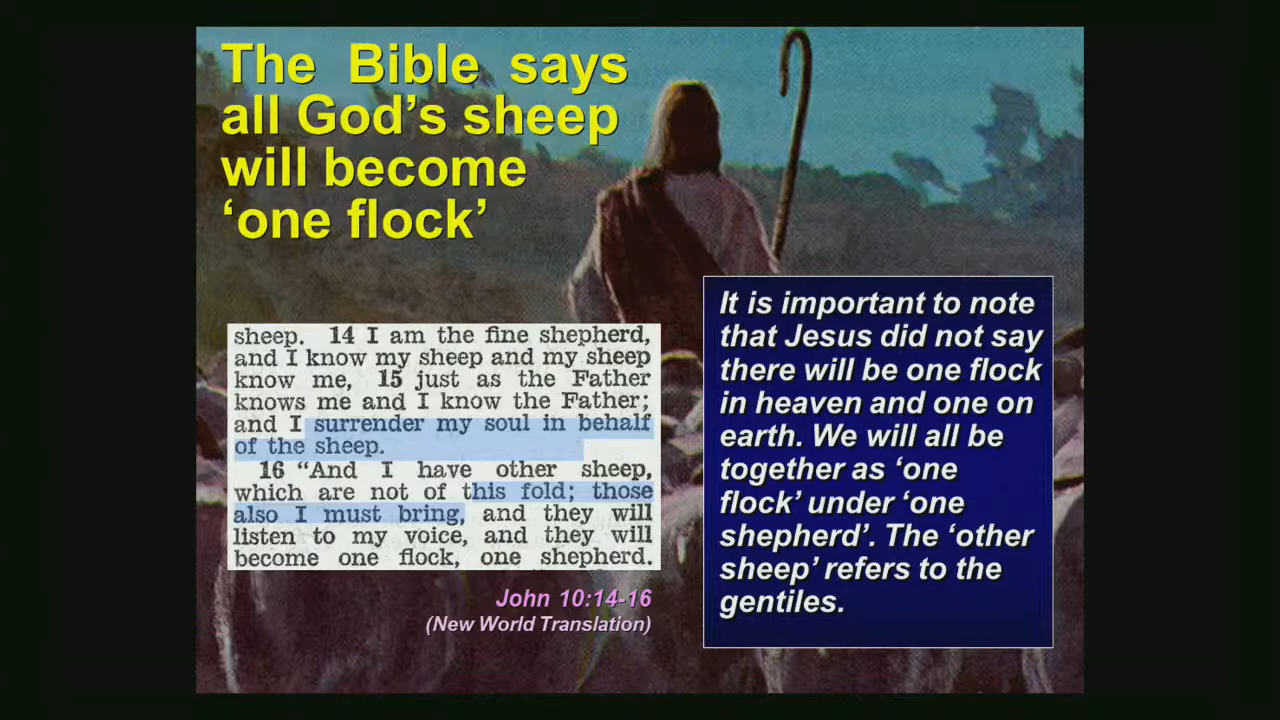 The Bible says
all God’s sheep
will become
‘one flock’
sheep. 14 I am the fine shepherd,
and I know my sheep and my sheep
know me, 15 just as the Father
knows me and I know the Father;
and I surrender my soul in behalf
of the sheep.
16 “And I have other sheep,
which are not of this fold; those
also I must bring, and they will
listen to my voice, and they will
become one flock, one shepherd.
John 10:14-16
(New World Translation)
It is important to note
that Jesus did not say
there will be one flock
in heaven and one on
earth. We will all be
together as ‘one
flock’ under ‘one
shepherd’. The ‘other
sheep’ refers to the
gentiles.